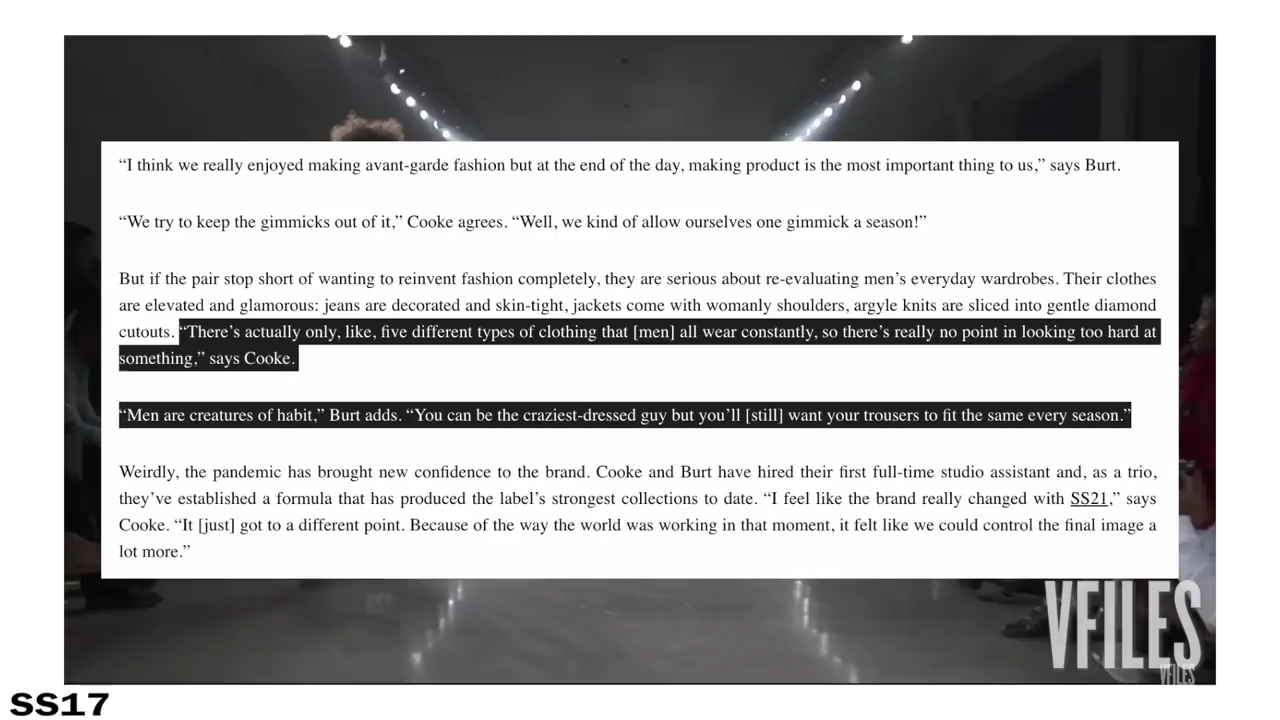 “I think we really enjoyed making avant-garde fashion but at the end of the day, making product is the most important thing to us,” says Burt.
“We try to keep the gimmicks out of it,” Cooke agrees. “Well, we kind of allow ourselves one gimmick a season!”
But if the pair stop short of wanting to reinvent fashion completely, they are serious about re-evaluating men’s everyday wardrobes. Their clothes
are elevated and glamorous: jeans are decorated and skin-tight, jackets come with womanly shoulders, argyle knits are sliced into gentle diamond
cutouts. “There’s actually only, like, five different types of clothing that [men] all wear constantly, so there’s really no point in looking too hard at
something,” says Cooke.
“Men are creatures of habit,” Burt adds. “You can be the craziest-dressed guy but you’ll [still] want your trousers to fit the same every season.”
Weirdly, the pandemic has brought new confidence to the brand. Cooke and Burt have hired their first full-time studio assistant and, as a trio,
they’ve established a formula that has produced the label’s strongest collections to date. “I feel like the brand really changed with SS21,” says
Cooke. “It [just] got to a different point. Because of the way the world was working in that moment, it felt like we could control the final image a
lot more.”
VFILES
VFILES
SS17